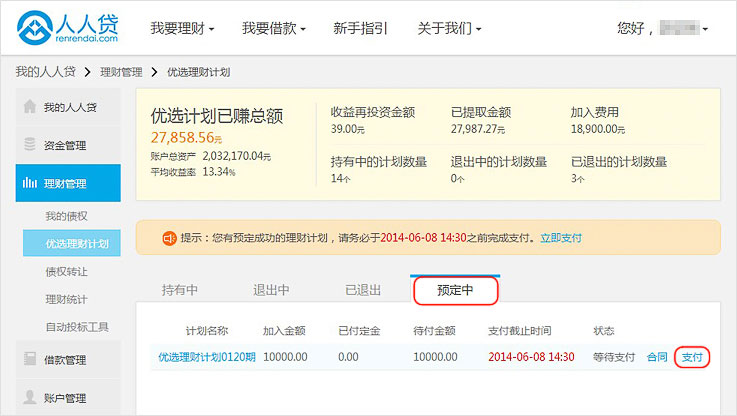 人人贷 我要理财 我要借款 新手指引 关于我们 您好，
renrendai.com
我的人人贷 > 理财管理 > 优选理财计划
我的人人贷
资金管理
理财管理
我的债权
优选理财计划
债权转让
理财统计
自动投标工具
借款管理
账户管理
优选计划已赚总额
27,858.56元
账户总资产 2,032,170.04元
平均收益率 13.34%
收益再投资金额 已提取金额 加入费用
39.00元 27,987.27元 18,900.00元
持有中的计划数量 退出中的计划数量 已退出的计划数量
14个 0个 3个
提示：您有预定成功的理财计划，请务必于2014-06-08 14:30之前完成支付。立即支付
持有中 退出中 已退出 预定中
计划名称 加入金额 已付定金 待付金额 支付截止时间 状态
优选理财计划0120期 10000.00 0.00 10000.00 2014-06-08 14:30 等待支付 合同 支付